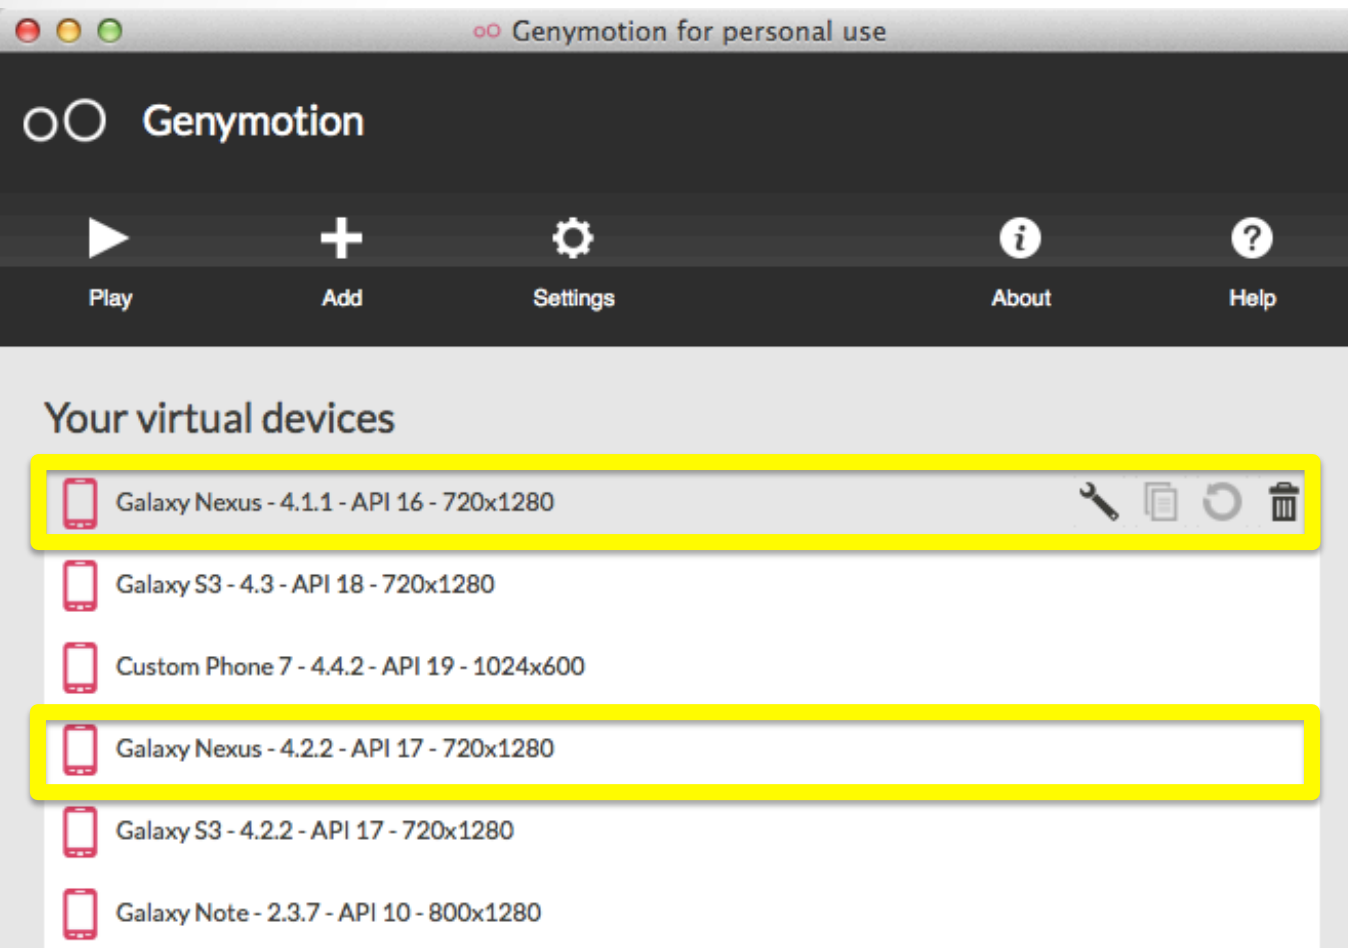 Genymotion for personal use
Genymotion
Play Add Settings About Help
Your virtual devices
Galaxy Nexus - 4.1.1 - API 16 - 720x1280
Galaxy S3 - 4.3 - API 18 - 720x1280
Custom Phone 7 - 4.4.2 - API 19 - 1024x600
Galaxy Nexus - 4.2.2 - API 17 - 720x1280
Galaxy S3 - 4.2.2 - API 17 - 720x1280
Galaxy Note - 2.3.7 - API 10 - 800x1280